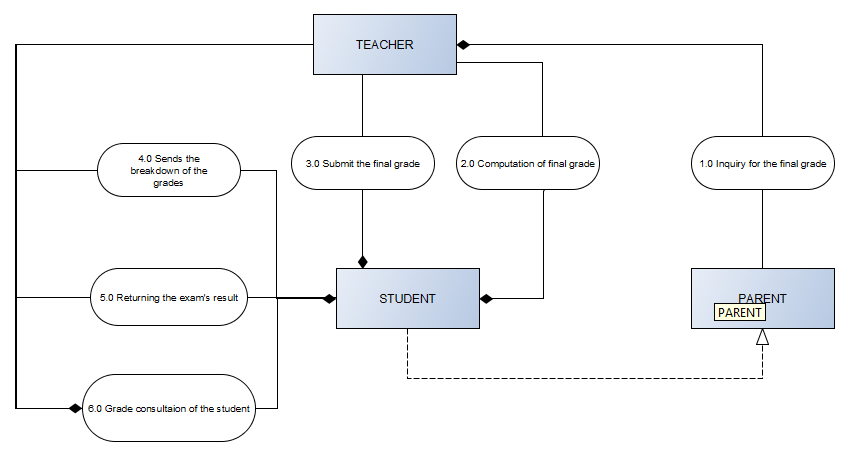 TEACHER
4.0 Sends the
breakdown of the
grades
3.0 Submit the final grade
2.0 Computation of final grade
1.0 Inquiry for the final grade
5.0 Returning the exam's result
STUDENT
PARENT
PARENT
6.0 Grade consultaion of the student